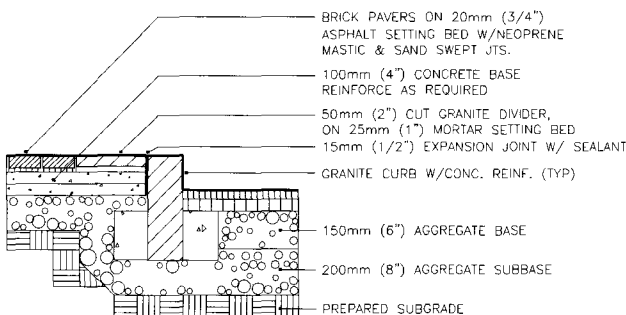 BRICK PAVERS ON 20mm (3/4")
ASPHALT SETTING BED W/NEOPRENE
MASTIC & SAND SWEPT JTS.
100mm (4") CONCRETE BASE
REINFORCE AS REQUIRED
50mm (2") CUT GRANITE DIVIDER,
ON 25mm (1") MORTAR SETTING BED
15mm (1/2") EXPANSION JOINT W/ SEALANT
GRANITE CURB W/CONC. REINF. (TYP)
150mm (6") AGGREGATE BASE
200mm (8") AGGREGATE SUBBASE
PREPARED SUBGRADE